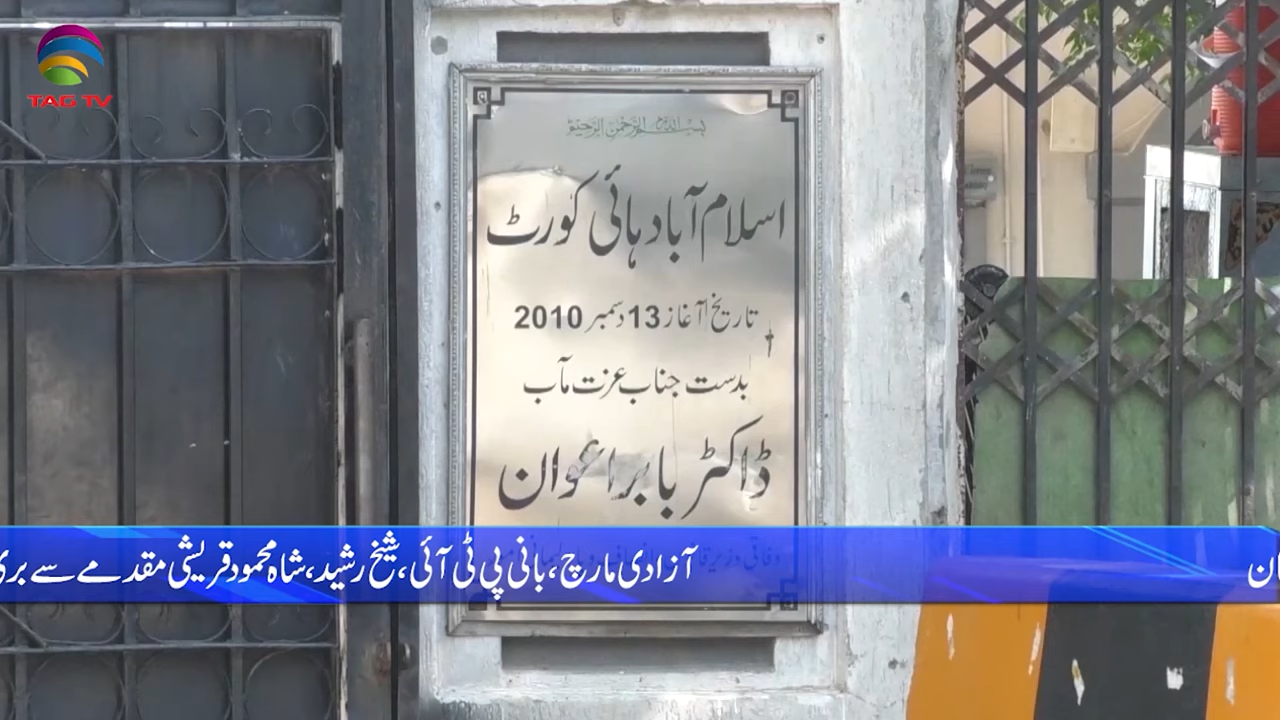 TAG TV
بسم اللہ الرحمن الرحیم
اسلام آباد ہائی کورٹ
تاریخ آغاز 13 دسمبر 2010
بدست جناب عزت مآب
ڈاکٹر بابر اعوان
آزادی مارچ، بانی پی ٹی آئی، شیخ رشید، شاہ محمود قریشی مقدمے سے بری